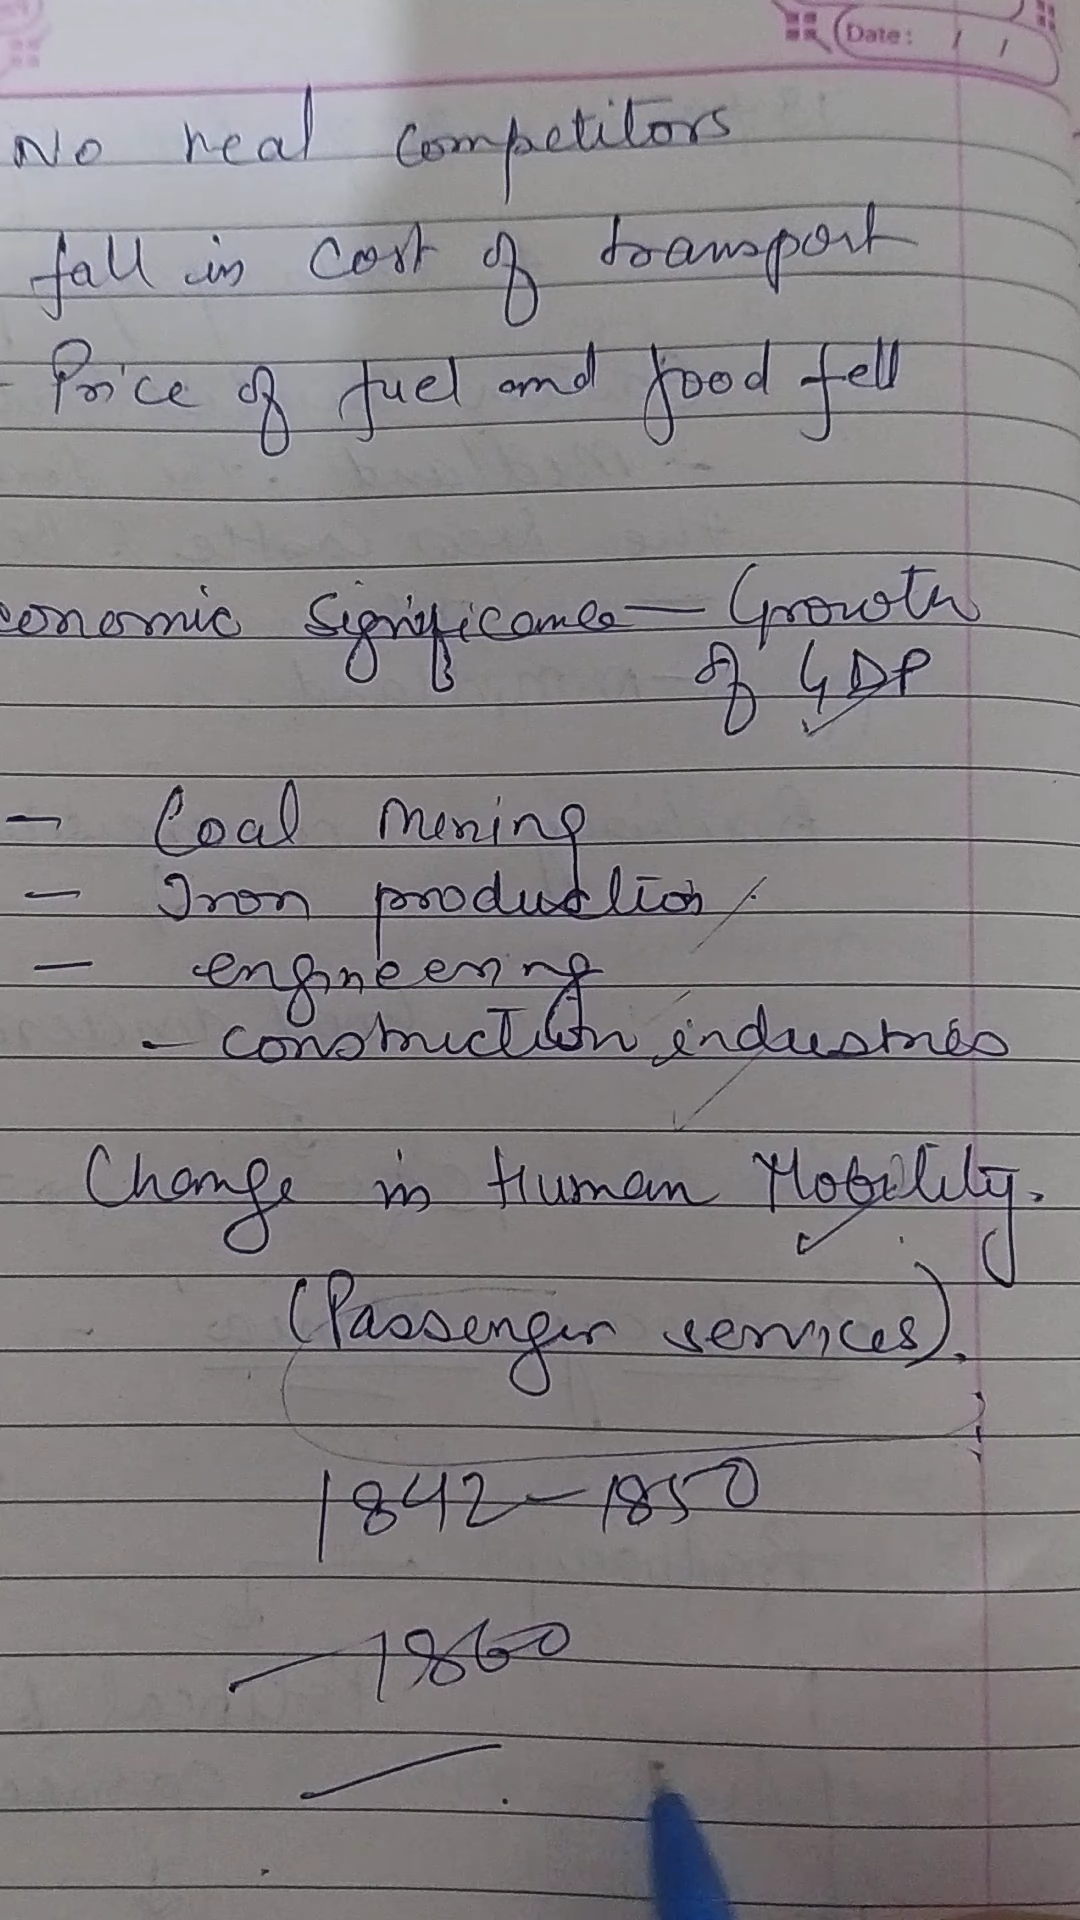 Date: / /
No real competitors
fall in cost of transport
- Price of fuel and food fell
conomic Significance — Growth
of GDP
— Coal mining
— Iron production
— engineering
- construction industries
Change in Human Mobility.
(Passenger services).
1842-1850
-1860